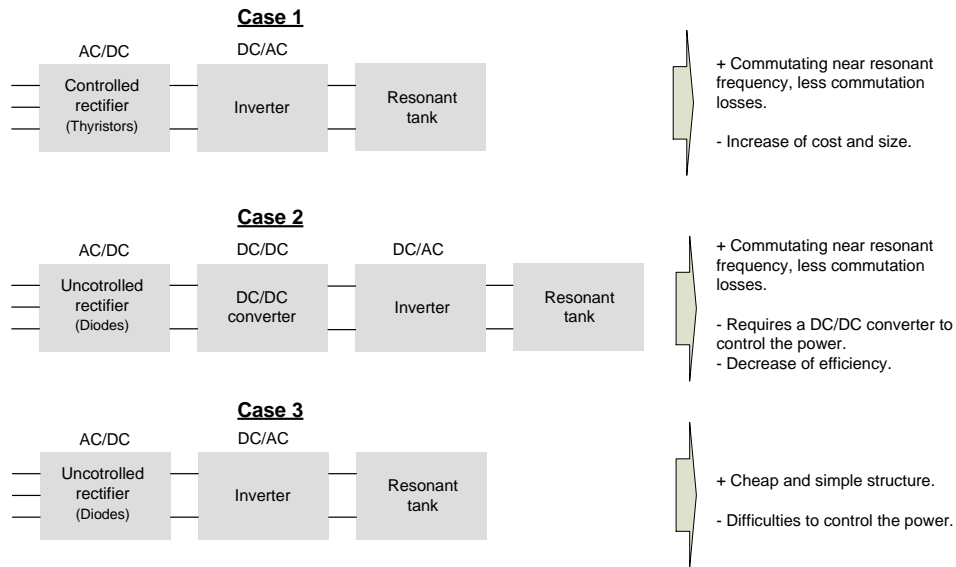 Case 1
AC/DC
DC/AC
Controlled
rectifier
(Thyristors)
Inverter
Resonant
tank
+ Commutating near resonant
frequency, less commutation
losses.
- Increase of cost and size.
Case 2
AC/DC
DC/DC
DC/AC
Uncotrolled
rectifier
(Diodes)
DC/DC
converter
Inverter
Resonant
tank
+ Commutating near resonant
frequency, less commutation
losses.
- Requires a DC/DC converter to
control the power.
- Decrease of efficiency.
Case 3
AC/DC
DC/AC
Uncotrolled
rectifier
(Diodes)
Inverter
Resonant
tank
+ Cheap and simple structure.
- Difficulties to control the power.